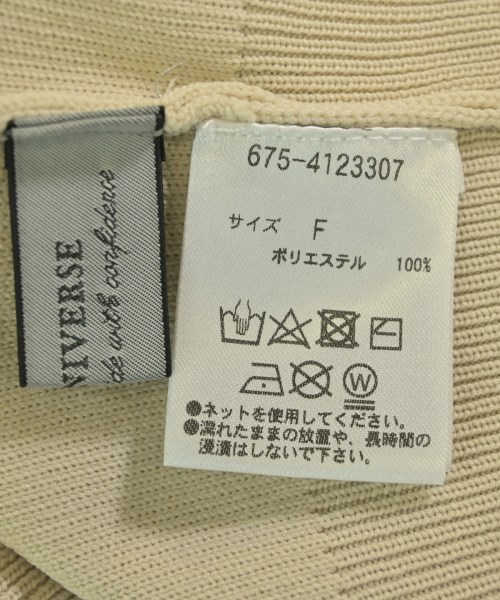 NIVERSE
de with confidence
675-4123307
サイズ F
ポリエステル 100%
W
●ネットを使用してください。
●濡れたままの放置や、長時間の
浸漬はしないで下さい。